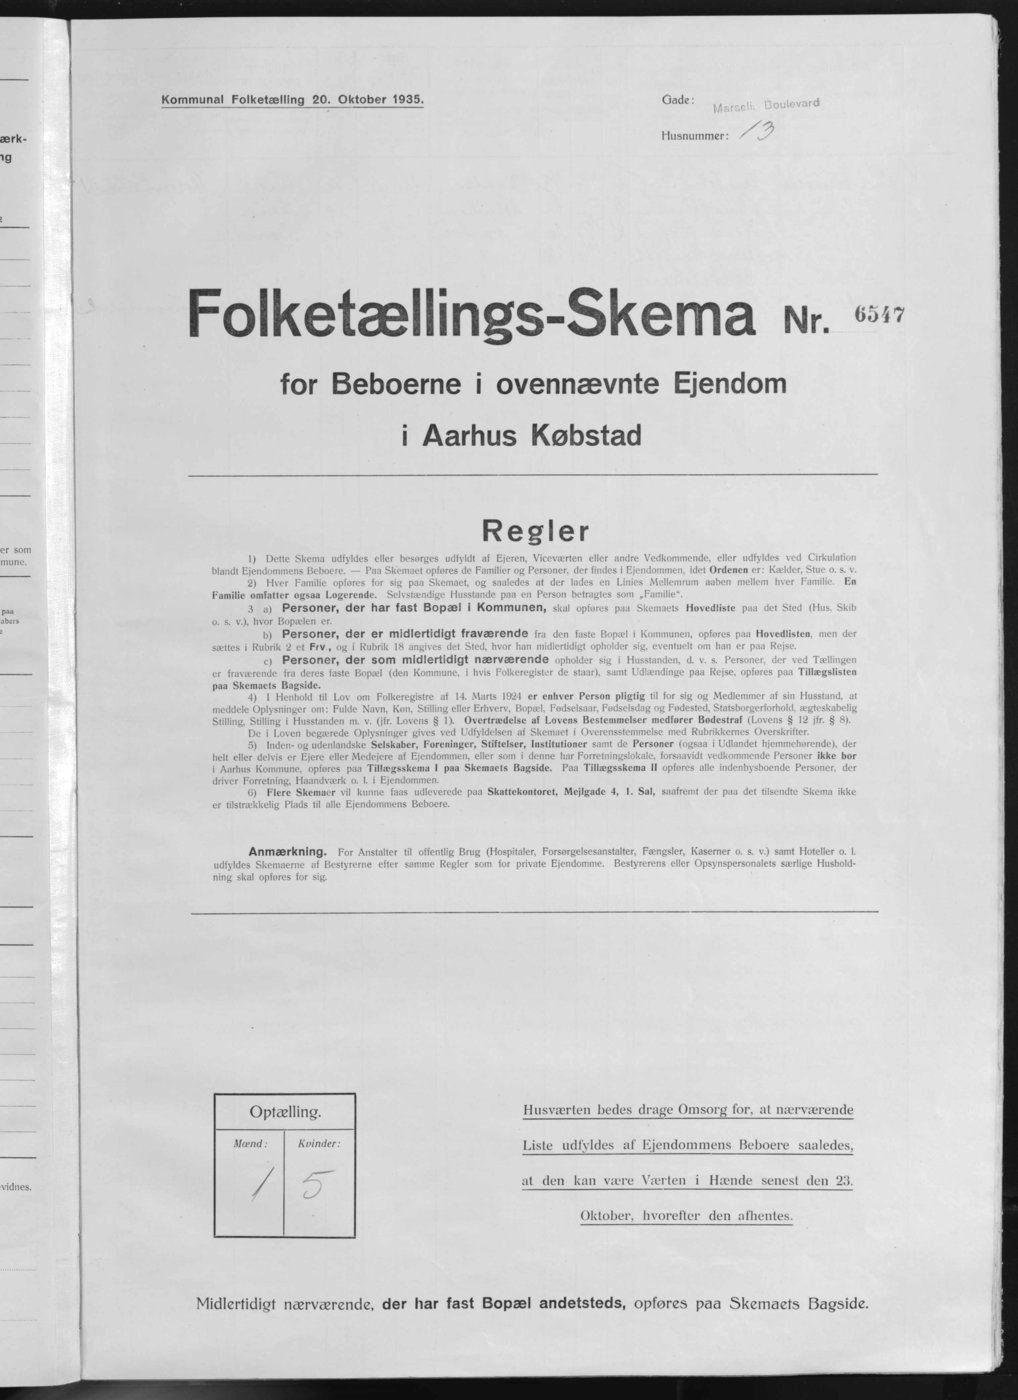 Kommunal Folketælling 20. Oktober 1935.
Gade: Marseli. Boulevard
Husnummer: 13
Folketællings-Skema Nr. 6547
for Beboerne i ovennævnte Ejendom
i Aarhus Købstad
Regler
1) Dette Skema udfyldes eller besørges udfyldt af Ejeren, Viceværten eller andre Vedkommende, eller udfyldes ved Cirkulation
blandt Ejendommens Beboere. — Paa Skemaet opføres de Familier og Personer, der findes i Ejendommen, idet Ordenen er: Kælder, Stue o. s. v.
2) Hver Familie opføres for sig paa Skemaet, og saaledes at der lades en Linies Mellemrum aaben mellem hver Familie. En
Familie omfatter ogsaa Logerende. Selvstændige Husstande paa en Person betragtes som „Familie“.
3 a) Personer, der har fast Bopæl i Kommunen, skal opføres paa Skemaets Hovedliste paa det Sted (Hus, Skib
o. s. v.), hvor Bopælen er.
b) Personer, der er midlertidigt fraværende fra den faste Bopæl i Kommunen, opføres paa Hovedlisten, men der
sættes i Rubrik 2 et Frv., og i Rubrik 18 angives det Sted, hvor han midlertidigt opholder sig, eventuelt om han er paa Rejse.
c) Personer, der som midlertidigt nærværende opholder sig i Husstanden, d. v. s. Personer, der ved Tællingen
er fraværende fra deres faste Bopæl (den Kommune, i hvis Folkeregister de staar), samt Udlændinge paa Rejse, opføres paa Tillægslisten
paa Skemaets Bagside.
4) I Henhold til Lov om Folkeregistre af 14. Marts 1924 er enhver Person pligtig til for sig og Medlemmer af sin Husstand, at
meddele Oplysninger om: Fulde Navn, Køn, Stilling eller Erhverv, Bopæl, Fødselsaar, Fødselsdag og Fødested, Statsborgerforhold, ægteskabelig
Stilling, Stilling i Husstanden m. v. (jfr. Lovens § 1). Overtrædelse af Lovens Bestemmelser medfører Bødestraf (Lovens § 12 jfr. § 8).
De i Loven begærede Oplysninger gives ved Udfyldelsen af Skemaet i Overensstemmelse med Rubrikkernes Overskrifter.
5) Inden- og udenlandske Selskaber, Foreninger, Stiftelser, Institutioner samt de Personer (ogsaa i Udlandet hjemmehørende), der
helt eller delvis er Ejere eller Medejere af Ejendommen, eller som i denne har Forretningslokale, forsaavidt vedkommende Personer ikke bor
i Aarhus Kommune, opføres paa Tillægsskema I paa Skemaets Bagside. Paa Tillægsskema II opføres alle indenbysboende Personer, der
driver Forretning, Haandværk o. l. i Ejendommen.
6) Flere Skemaer vil kunne faas udleverede paa Skattekontoret, Mejlgade 4, 1. Sal, saafremt der paa det tilsendte Skema ikke
er tilstrækkelig Plads til alle Ejendommens Beboere.
Anmærkning. For Anstalter til offentlig Brug (Hospitaler, Forsørgelsesanstalter, Fængsler, Kaserner o. s. v.) samt Hoteller o. l.
udfyldes Skemaerne af Bestyrerne efter samme Regler som for private Ejendomme. Bestyrerens eller Opsynspersonalets særlige Hushold-
ning skal opføres for sig.
Optælling.
Mænd: Kvinder:
1 5
Husværten bedes drage Omsorg for, at nærværende
Liste udfyldes af Ejendommens Beboere saaledes,
at den kan være Værten i Hænde senest den 23.
Oktober, hvorefter den afhentes.
Midlertidigt nærværende, der har fast Bopæl andetsteds, opføres paa Skemaets Bagside.